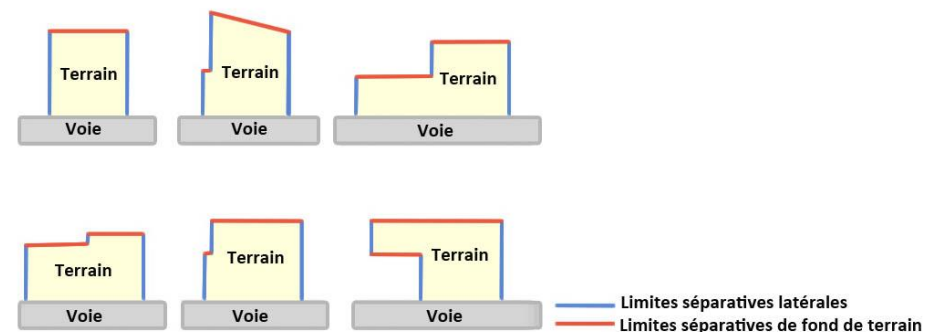 Terrain
Terrain
Terrain
Voie
Voie
Voie
Terrain
Terrain
Terrain
Voie
Voie
Voie
Limites séparatives latérales
Limites séparatives de fond de terrain